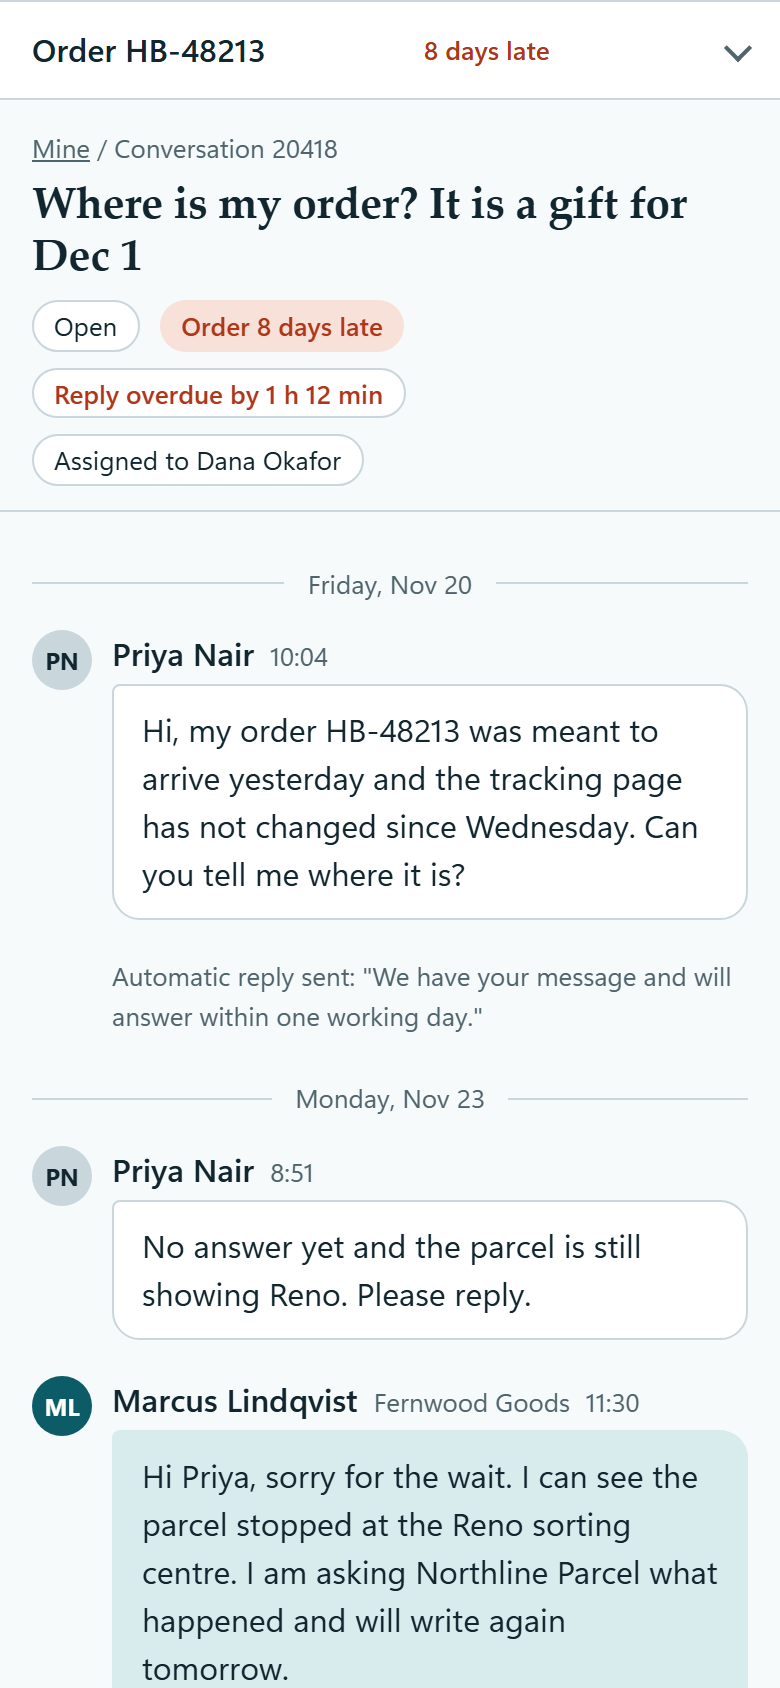 Order HB-48213 8 days late
Mine / Conversation 20418
Where is my order? It is a gift for
Dec 1
Open Order 8 days late
Reply overdue by 1 h 12 min
Assigned to Dana Okafor
Friday, Nov 20
PN Priya Nair 10:04
Hi, my order HB-48213 was meant to
arrive yesterday and the tracking page
has not changed since Wednesday. Can
you tell me where it is?
Automatic reply sent: "We have your message and will
answer within one working day."
Monday, Nov 23
PN Priya Nair 8:51
No answer yet and the parcel is still
showing Reno. Please reply.
ML Marcus Lindqvist Fernwood Goods 11:30
Hi Priya, sorry for the wait. I can see the
parcel stopped at the Reno sorting
centre. I am asking Northline Parcel what
happened and will write again
tomorrow.